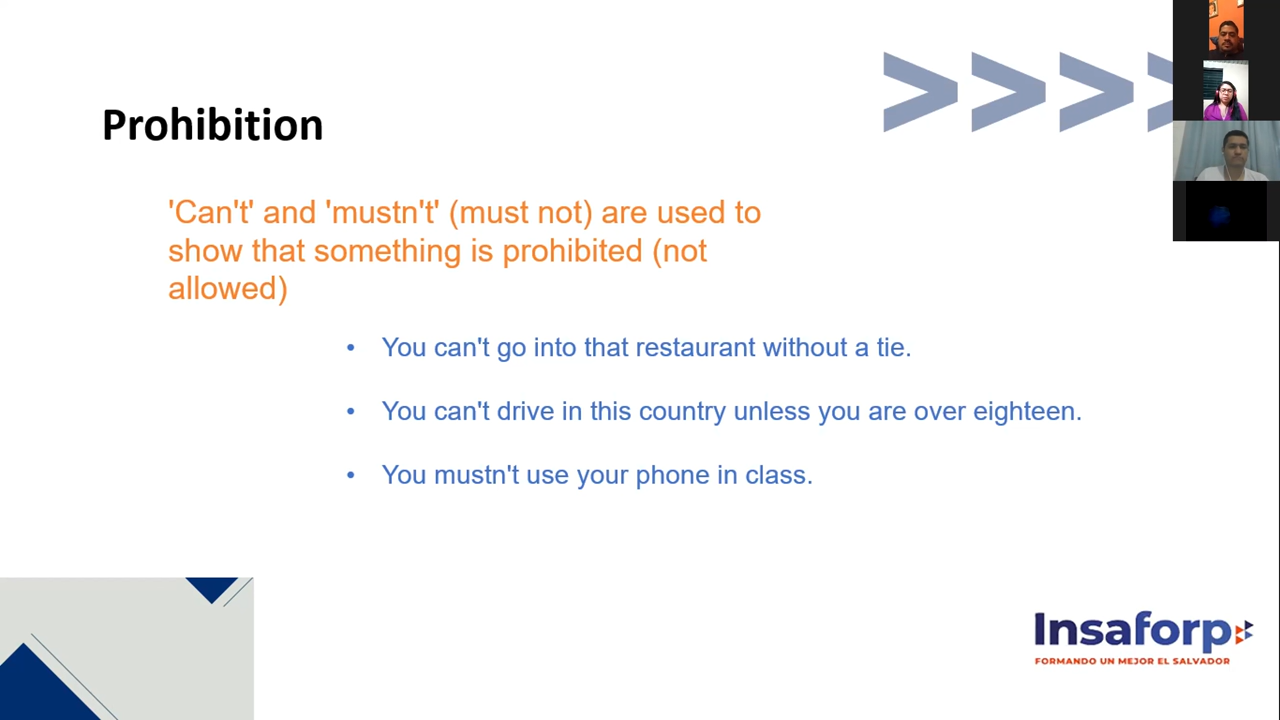 Prohibition
'Can't' and 'mustn't' (must not) are used to
show that something is prohibited (not
allowed)
• You can't go into that restaurant without a tie.
• You can't drive in this country unless you are over eighteen.
• You mustn't use your phone in class.
Insaforp
FORMANDO UN MEJOR EL SALVADOR